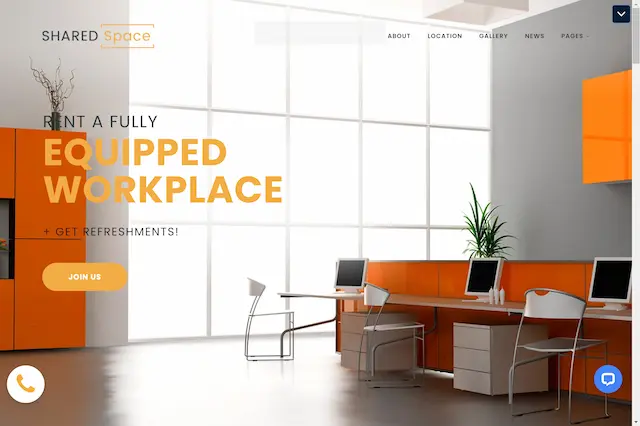 SHARED Space
ABOUT LOCATION GALLERY NEWS PAGES
RENT A FULLY
EQUIPPED
WORKPLACE
+ GET REFRESHMENTS!
JOIN US